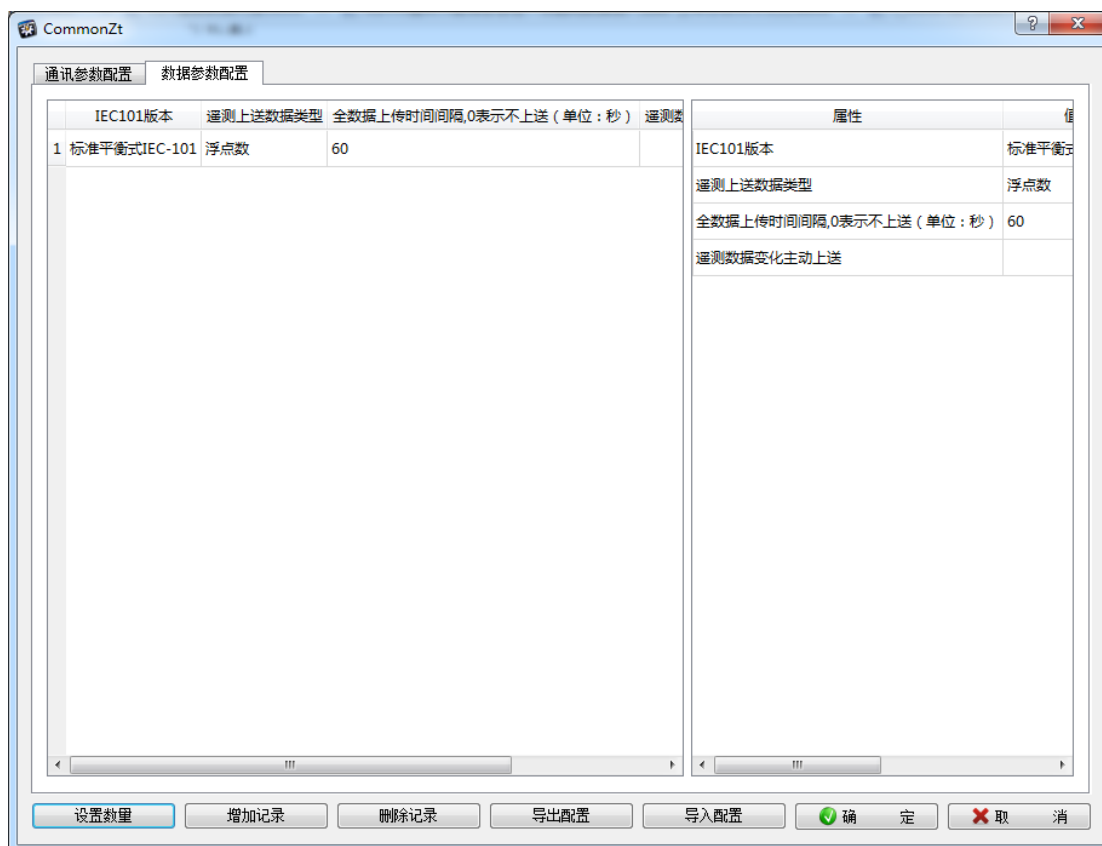 CommonZt
通讯参数配置 数据参数配置
IEC101版本 遥测上送数据类型 全数据上传时间间隔,0表示不上送（单位：秒） 遥测
1 标准平衡式IEC-101 浮点数 60
属性
IEC101版本 标准平衡
遥测上送数据类型 浮点数
全数据上传时间间隔,0表示不上送（单位：秒） 60
遥测数据变化主动上送
设置数量 增加记录 删除记录 导出配置 导入配置 确 定 取 消